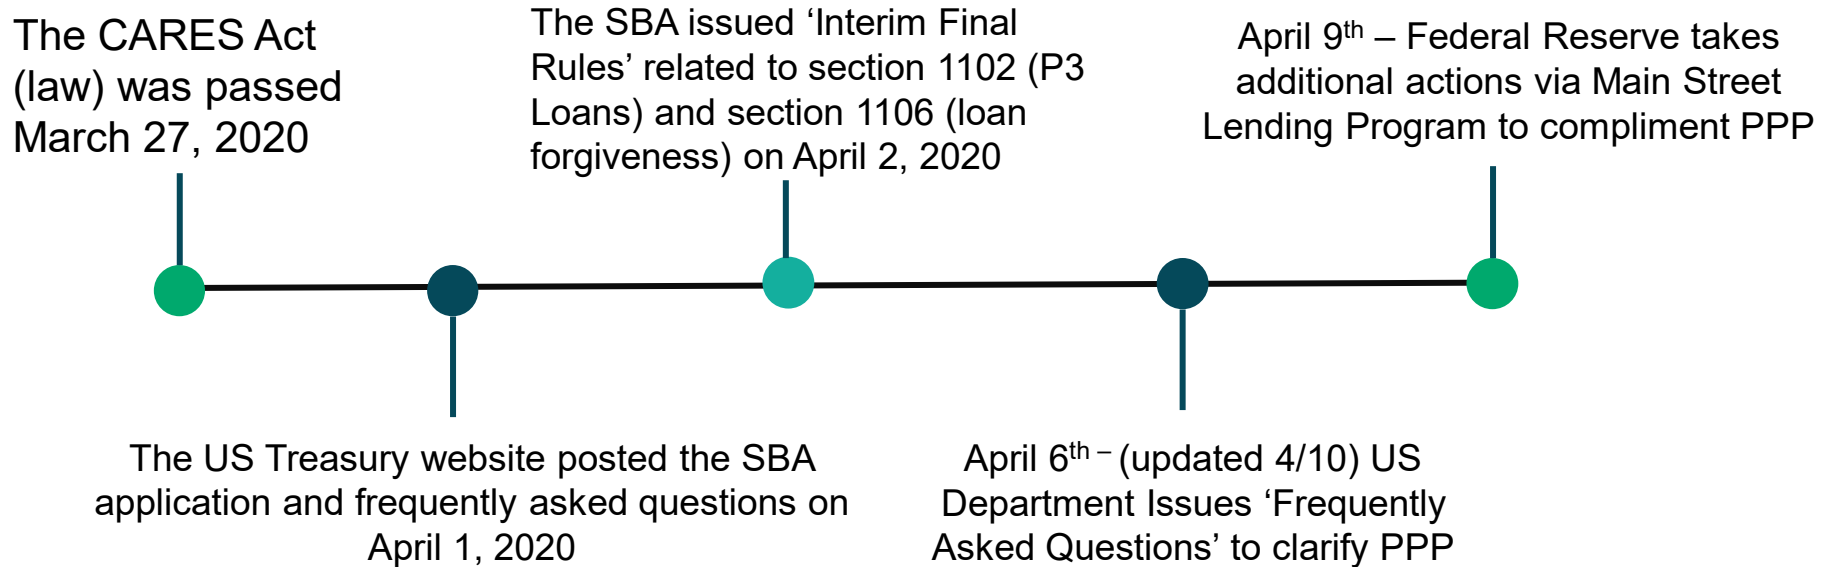 The CARES Act
(law) was passed
March 27, 2020
The US Treasury website posted the SBA
application and frequently asked questions on
April 1, 2020
The SBA issued ‘Interim Final
Rules’ related to section 1102 (P3
Loans) and section 1106 (loan
forgiveness) on April 2, 2020
April 6th – (updated 4/10) US
Department Issues ‘Frequently
Asked Questions’ to clarify PPP
April 9th – Federal Reserve takes
additional actions via Main Street
Lending Program to compliment PPP